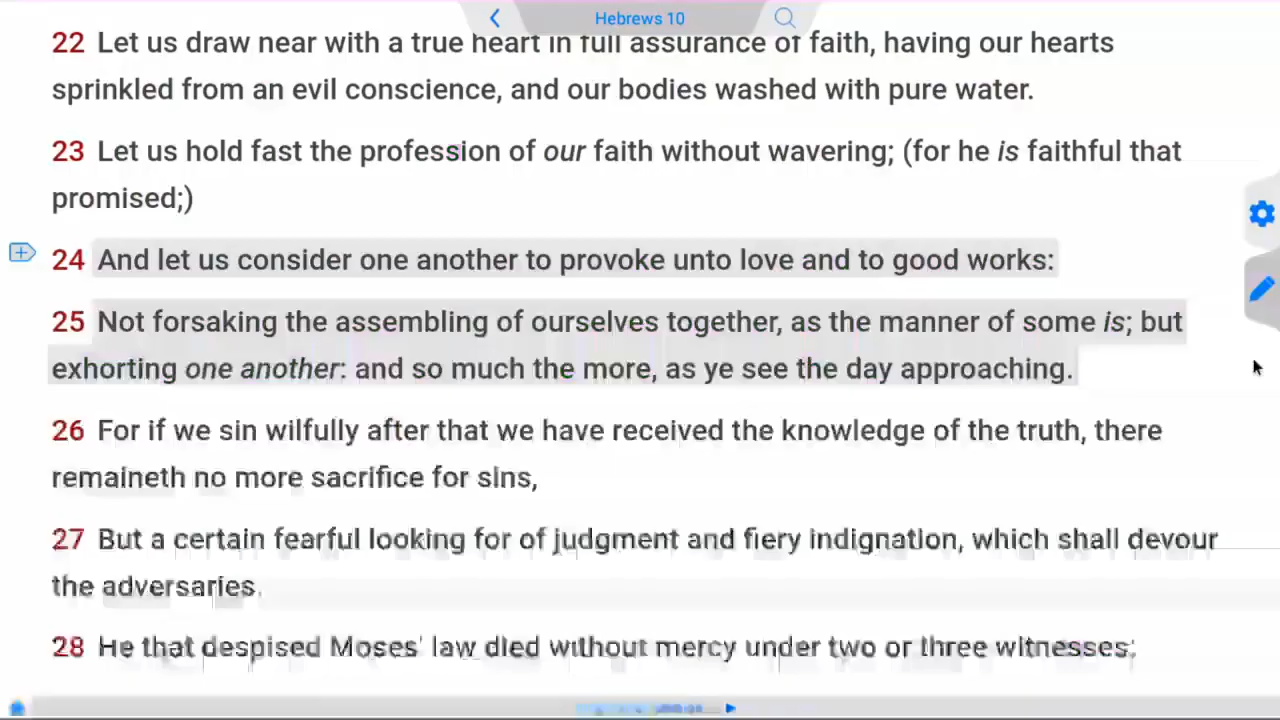 Hebrews 10
22 Let us draw near with a true heart in full assurance of faith, having our hearts
sprinkled from an evil conscience, and our bodies washed with pure water.
23 Let us hold fast the profession of our faith without wavering; (for he is faithful that
promised;)
24 And let us consider one another to provoke unto love and to good works:
25 Not forsaking the assembling of ourselves together, as the manner of some is; but
exhorting one another: and so much the more, as ye see the day approaching.
26 For if we sin wilfully after that we have received the knowledge of the truth, there
remaineth no more sacrifice for sins,
27 But a certain fearful looking for of judgment and fiery indignation, which shall devour
the adversaries.
28 He that despised Moses' law died without mercy under two or three witnesses: